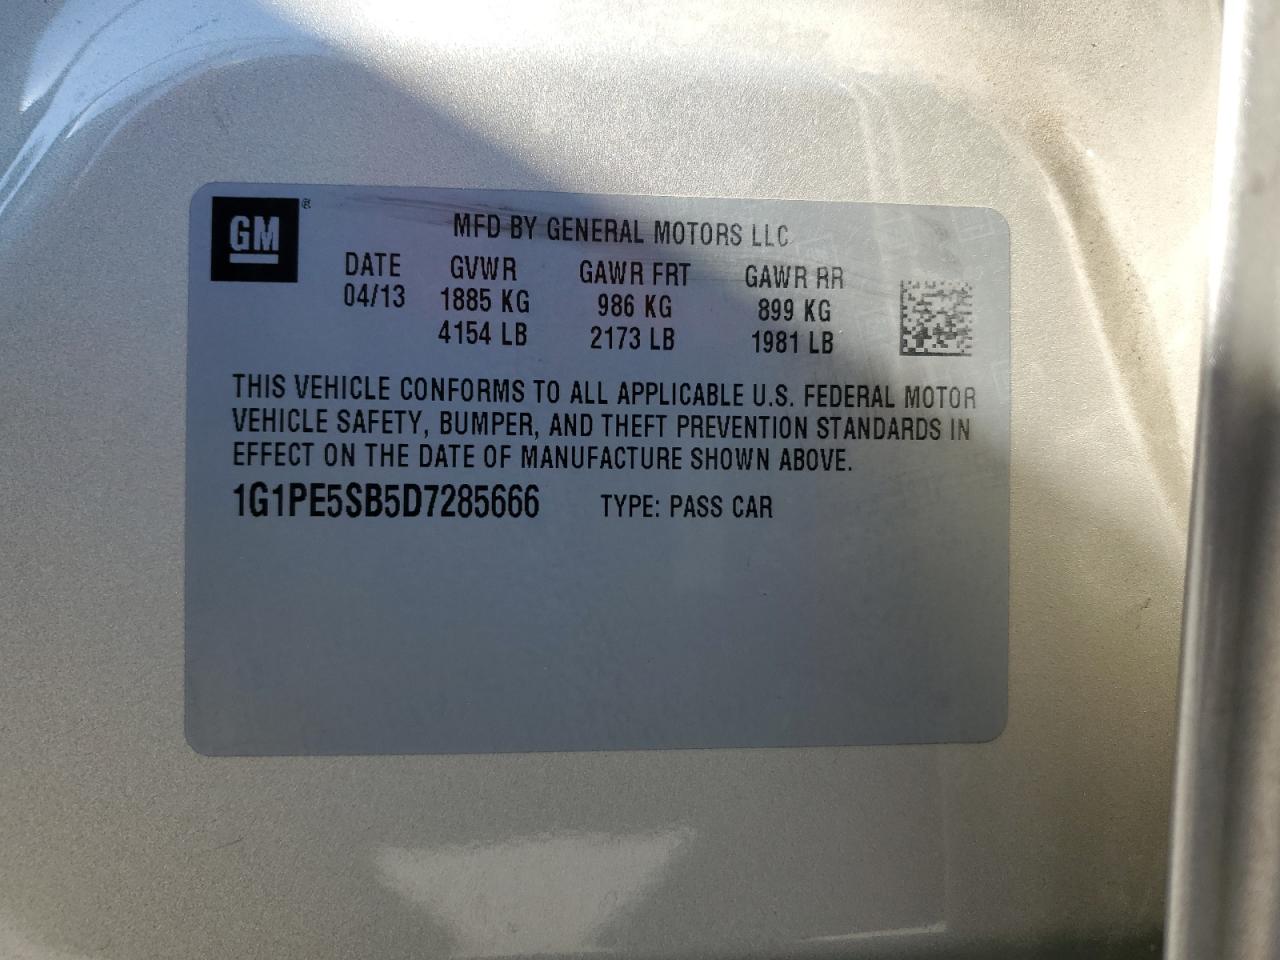 GM ®
MFD BY GENERAL MOTORS LLC
DATE GVWR GAWR FRT GAWR RR
04/13 1885 KG 986 KG 899 KG
4154 LB 2173 LB 1981 LB
THIS VEHICLE CONFORMS TO ALL APPLICABLE U.S. FEDERAL MOTOR
VEHICLE SAFETY, BUMPER, AND THEFT PREVENTION STANDARDS IN
EFFECT ON THE DATE OF MANUFACTURE SHOWN ABOVE.
1G1PE5SB5D7285666 TYPE: PASS CAR